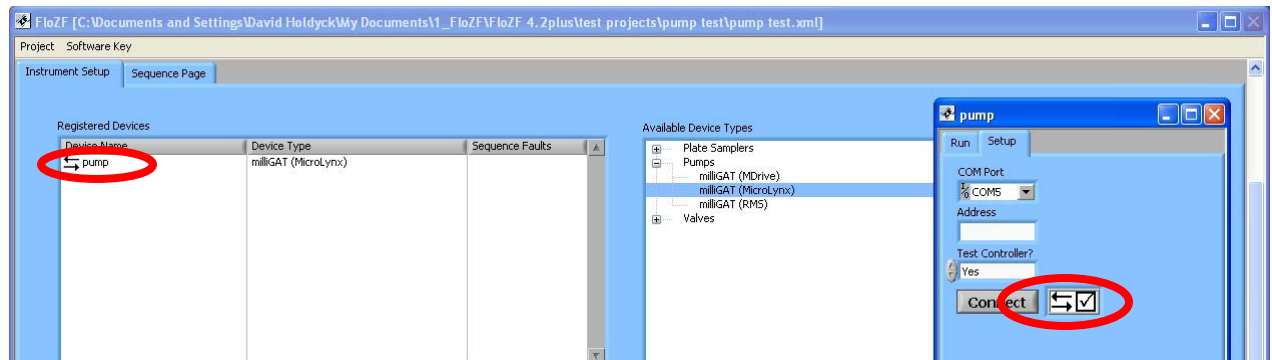 FloZF [C:\Documents and Settings\David Holdyck\My Documents\1_FloZF\FloZF 4.2plus\test projects\pump test\pump test.xml]
Project Software Key
Instrument Setup Sequence Page
Registered Devices
Device Name Device Type Sequence Faults
pump milliGAT (MicroLynx)
Available Device Types
Plate Samplers
Pumps
milliGAT (MDrive)
milliGAT (MicroLynx)
milliGAT (RMS)
Valves
pump
Run Setup
COM Port
COM5
Address
Test Controller?
Yes
Connect